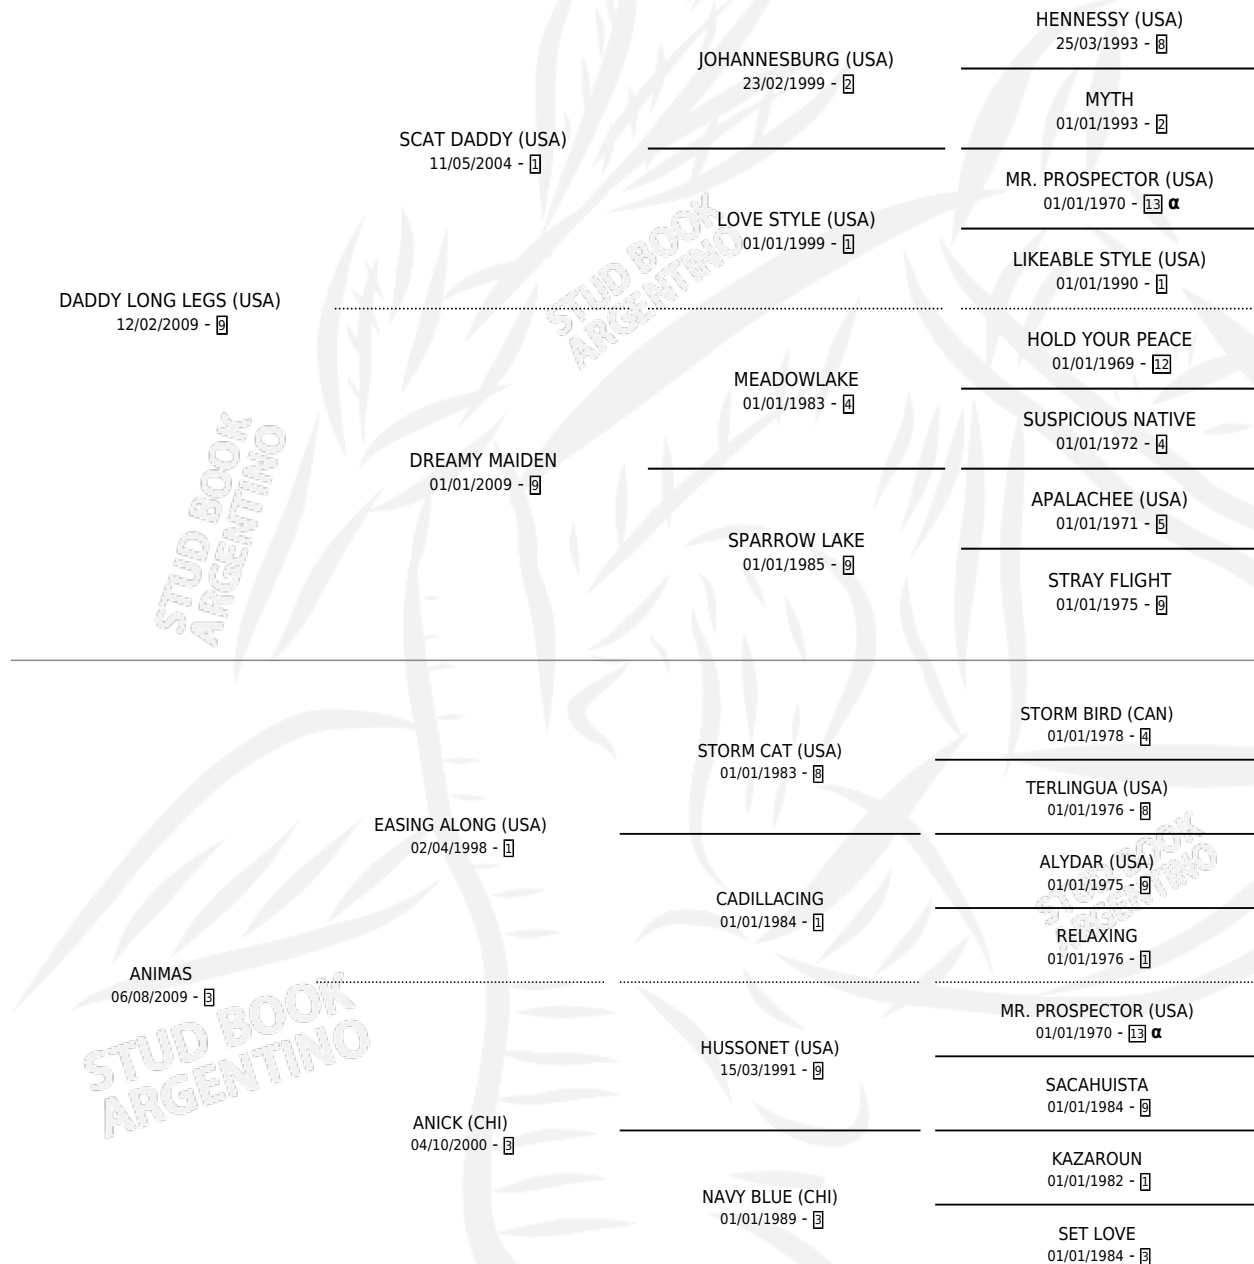 HENNESSY (USA)
25/03/1993 - 8
JOHANNESBURG (USA)
23/02/1999 - 2
MYTH
01/01/1993 - 2
SCAT DADDY (USA)
11/05/2004 - 1
MR. PROSPECTOR (USA)
01/01/1970 - 13 α
LOVE STYLE (USA)
01/01/1999 - 1
LIKEABLE STYLE (USA)
01/01/1990 - 1
DADDY LONG LEGS (USA)
12/02/2009 - 9
HOLD YOUR PEACE
01/01/1969 - 12
MEADOWLAKE
01/01/1983 - 4
SUSPICIOUS NATIVE
01/01/1972 - 4
DREAMY MAIDEN
01/01/2009 - 9
APALACHEE (USA)
01/01/1971 - 5
SPARROW LAKE
01/01/1985 - 9
STRAY FLIGHT
01/01/1975 - 9
STORM BIRD (CAN)
01/01/1978 - 4
STORM CAT (USA)
01/01/1983 - 8
TERLINGUA (USA)
01/01/1976 - 8
EASING ALONG (USA)
02/04/1998 - 1
ALYDAR (USA)
01/01/1975 - 9
CADILLACING
01/01/1984 - 1
RELAXING
01/01/1976 - 1
ANIMAS
06/08/2009 - 3
MR. PROSPECTOR (USA)
01/01/1970 - 13 α
HUSSONET (USA)
15/03/1991 - 9
SACAHUISTA
01/01/1984 - 9
ANICK (CHI)
04/10/2000 - 3
KAZAROUN
01/01/1982 - 1
NAVY BLUE (CHI)
01/01/1989 - 3
SET LOVE
01/01/1984 - 3
STUD BOOK
ARGENTINO
STUD BOOK
ARGENTINO
STUD BOOK
ARGENTINO
STUD BOOK
ARGENTINO